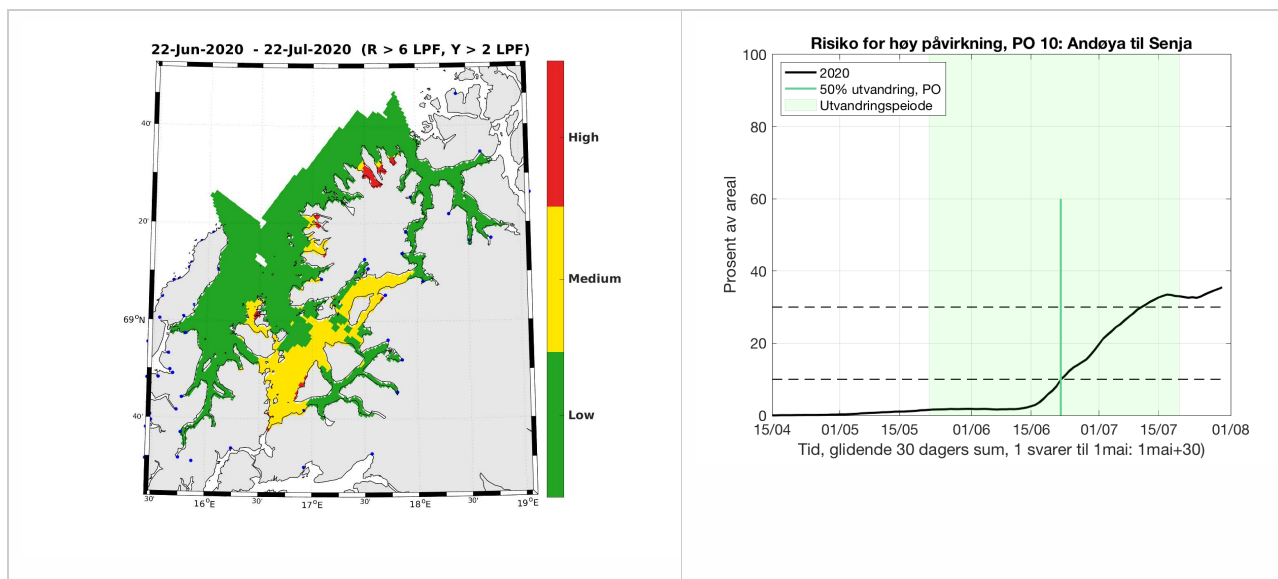 22-Jun-2020 - 22-Jul-2020 (R > 6 LPF, Y > 2 LPF)
High
Medium
Low
40'
20'
69°N
40'
30'
16°E
30'
17°E
30'
18°E
30'
19°E
Risiko for høy påvirkning, PO 10: Andøya til Senja
2020
50% utvandring, PO
Utvandringspeiode
Prosent av areal
100
80
60
40
20
0
15/04
01/05
15/05
01/06
15/06
01/07
15/07
01/08
Tid, glidende 30 dagers sum, 1 svarer til 1mai: 1mai+30)